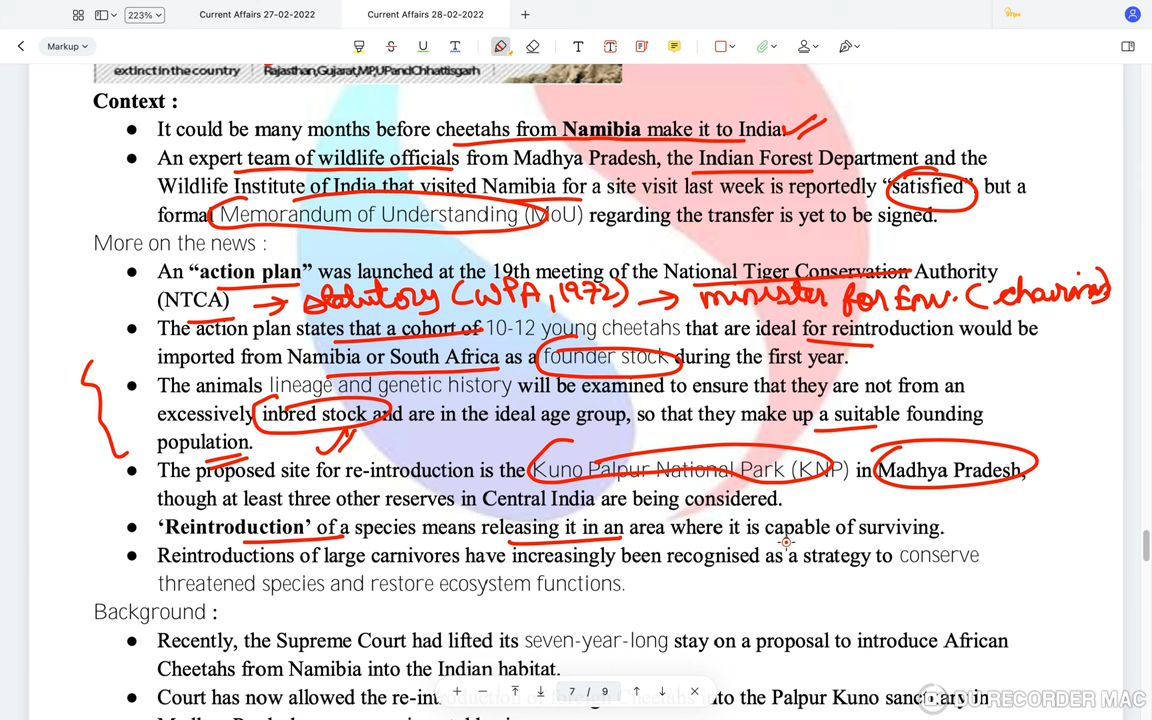 223%
Current Affairs 27-02-2022
Current Affairs 28-02-2022
Markup
extinct in the country
Rajasthan, Gujarat, MP, UP and Chhattisgarh
Context :
● It could be many months before cheetahs from Namibia make it to India.
● An expert team of wildlife officials from Madhya Pradesh, the Indian Forest Department and the
Wildlife Institute of India that visited Namibia for a site visit last week is reportedly “satisfied”, but a
formal Memorandum of Understanding (MoU) regarding the transfer is yet to be signed.
More on the news :
● An “action plan” was launched at the 19th meeting of the National Tiger Conservation Authority
(NTCA) → statutory (WPA, 1972) → minister for Env. (chairman)
● The action plan states that a cohort of 10-12 young cheetahs that are ideal for reintroduction would be
imported from Namibia or South Africa as a founder stock during the first year.
● The animals lineage and genetic history will be examined to ensure that they are not from an
excessively inbred stock and are in the ideal age group, so that they make up a suitable founding
population.
● The proposed site for re-introduction is the Kuno Palpur National Park (KNP) in Madhya Pradesh,
though at least three other reserves in Central India are being considered.
● ‘Reintroduction’ of a species means releasing it in an area where it is capable of surviving.
● Reintroductions of large carnivores have increasingly been recognised as a strategy to conserve
threatened species and restore ecosystem functions.
Background :
● Recently, the Supreme Court had lifted its seven-year-long stay on a proposal to introduce African
Cheetahs from Namibia into the Indian habitat.
● Court has now allowed the re-introduction of foreign Cheetahs into the Palpur Kuno sanctuary in
7 / 9
DU RECORDER MAC